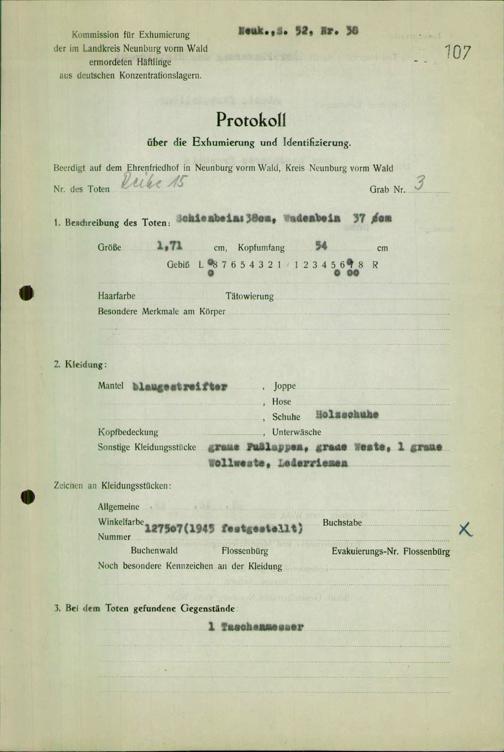 Neuk.,S. 52, Nr. 38
107
Kommission für Exhumierung
der im Landkreis Neunburg vorm Wald
ermordeten Häftlinge
aus deutschen Konzentrationslagern.
Protokoll
über die Exhumierung und Identifizierung.
Beerdigt auf dem Ehrenfriedhof in Neunburg vorm Wald, Kreis Neunburg vorm Wald
Nr. des Toten Reihe 15 Grab Nr. 3
1. Beschreibung des Toten: Schienbein:38cm, Wadenbein 37 cm
Größe 1,71 cm, Kopfumfang 54 cm
Gebiß L 8 7 6 5 4 3 2 1 1 2 3 4 5 6 7 8 R
o o oo
Haarfarbe Tätowierung
Besondere Merkmale am Körper
2. Kleidung:
Mantel blaugestreifter , Joppe
, Hose
, Schuhe Holzschuhe
Kopfbedeckung , Unterwäsche
Sonstige Kleidungsstücke graue Fußlappen, graue Weste, 1 graue
Wollweste, Lederriemen
Zeichen an Kleidungsstücken:
Allgemeine
Winkelfarbe 127507(1945 festgestellt) Buchstabe
Nummer
X
Buchenwald Flossenbürg Evakuierungs-Nr. Flossenbürg
Noch besondere Kennzeichen an der Kleidung
3. Bei dem Toten gefundene Gegenstände
1 Taschenmesser